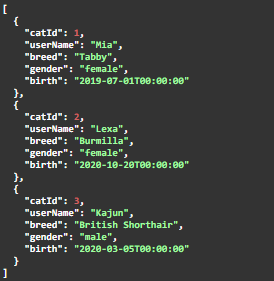 [
  {
    "catId": 1,
    "userName": "Mia",
    "breed": "Tabby",
    "gender": "female",
    "birth": "2019-07-01T00:00:00"
  },
  {
    "catId": 2,
    "userName": "Lexa",
    "breed": "Burmilla",
    "gender": "female",
    "birth": "2020-10-20T00:00:00"
  },
  {
    "catId": 3,
    "userName": "Kajun",
    "breed": "British Shorthair",
    "gender": "male",
    "birth": "2020-03-05T00:00:00"
  }
]